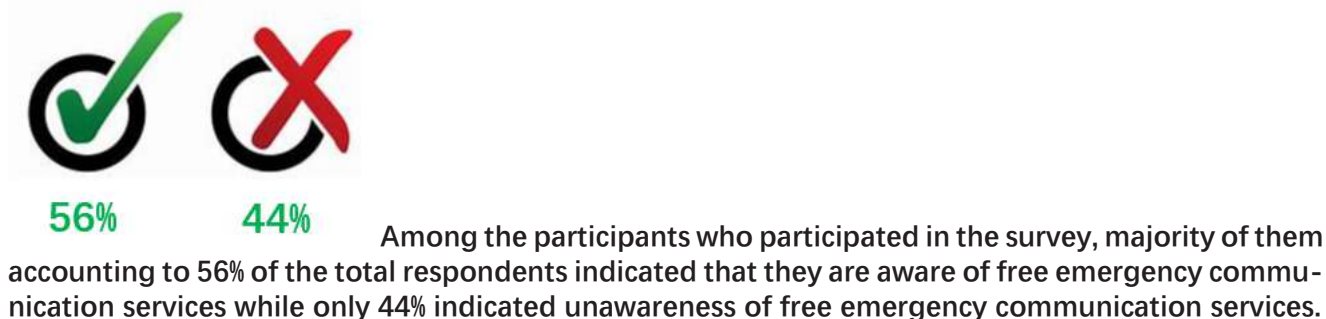 56% 44%
Among the participants who participated in the survey, majority of them
accounting to 56% of the total respondents indicated that they are aware of free emergency commu-
nication services while only 44% indicated unawareness of free emergency communication services.